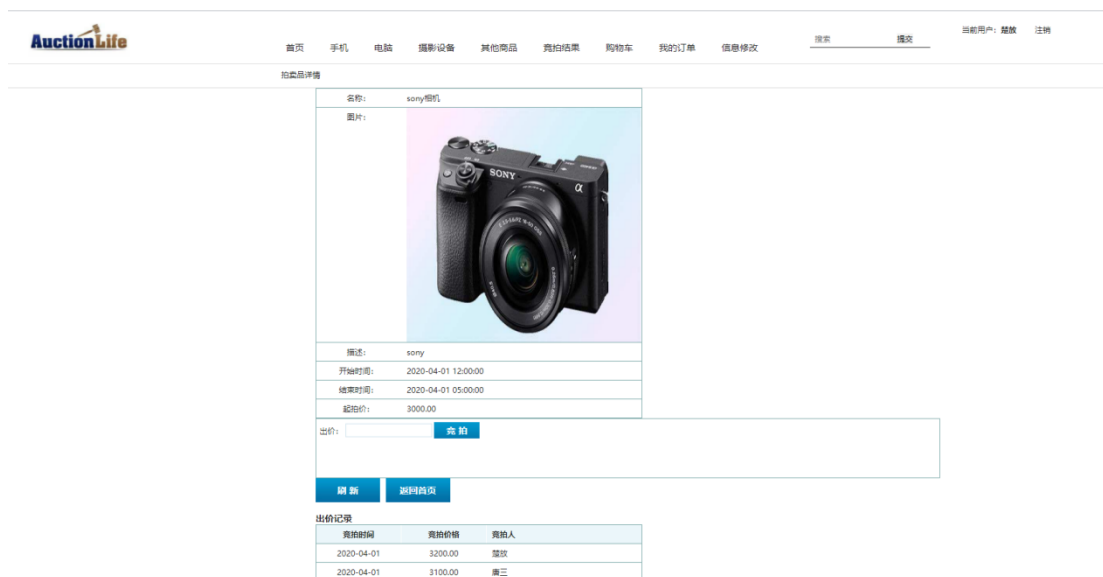 AuctionLife
当前用户：楚放 注销
首页 手机 电脑 摄影设备 其他商品 竞拍结果 购物车 我的订单 信息修改 搜索 提交
拍卖品详情
名称： sony相机
图片：
SONY α
描述： sony
开始时间： 2020-04-01 12:00:00
结束时间： 2020-04-01 05:00:00
起拍价： 3000.00
出价： 竞 拍
刷 新 返回首页
出价记录
竞拍时间 竞拍价格 竞拍人
2020-04-01 3200.00 楚放
2020-04-01 3100.00 唐三